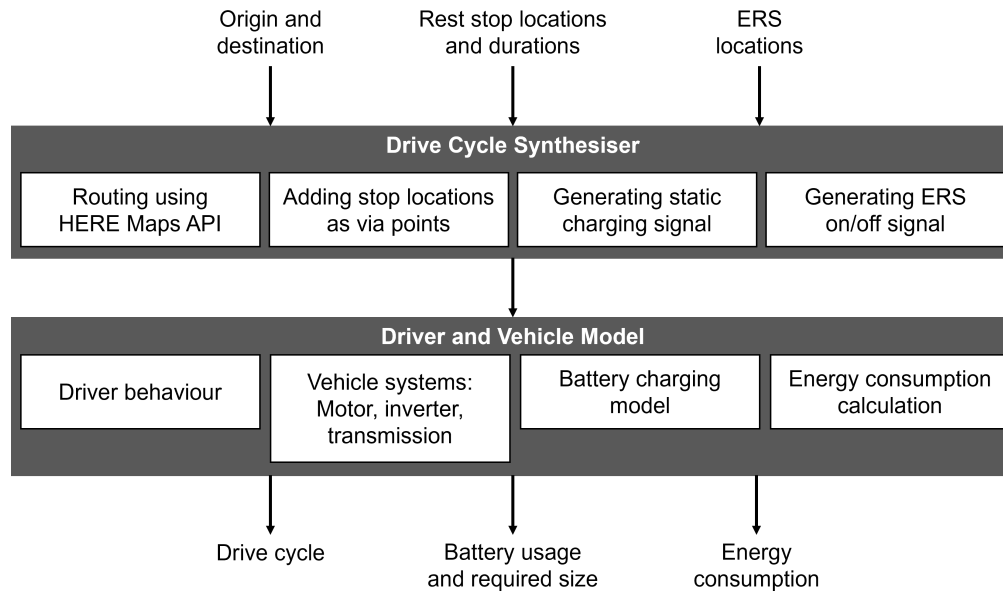 Origin and
destination
Rest stop locations
and durations
ERS
locations
Drive Cycle Synthesiser
Routing using
HERE Maps API
Adding stop locations
as via points
Generating static
charging signal
Generating ERS
on/off signal
Driver and Vehicle Model
Driver behaviour
Vehicle systems:
Motor, inverter,
transmission
Battery charging
model
Energy consumption
calculation
Drive cycle
Battery usage
and required size
Energy
consumption